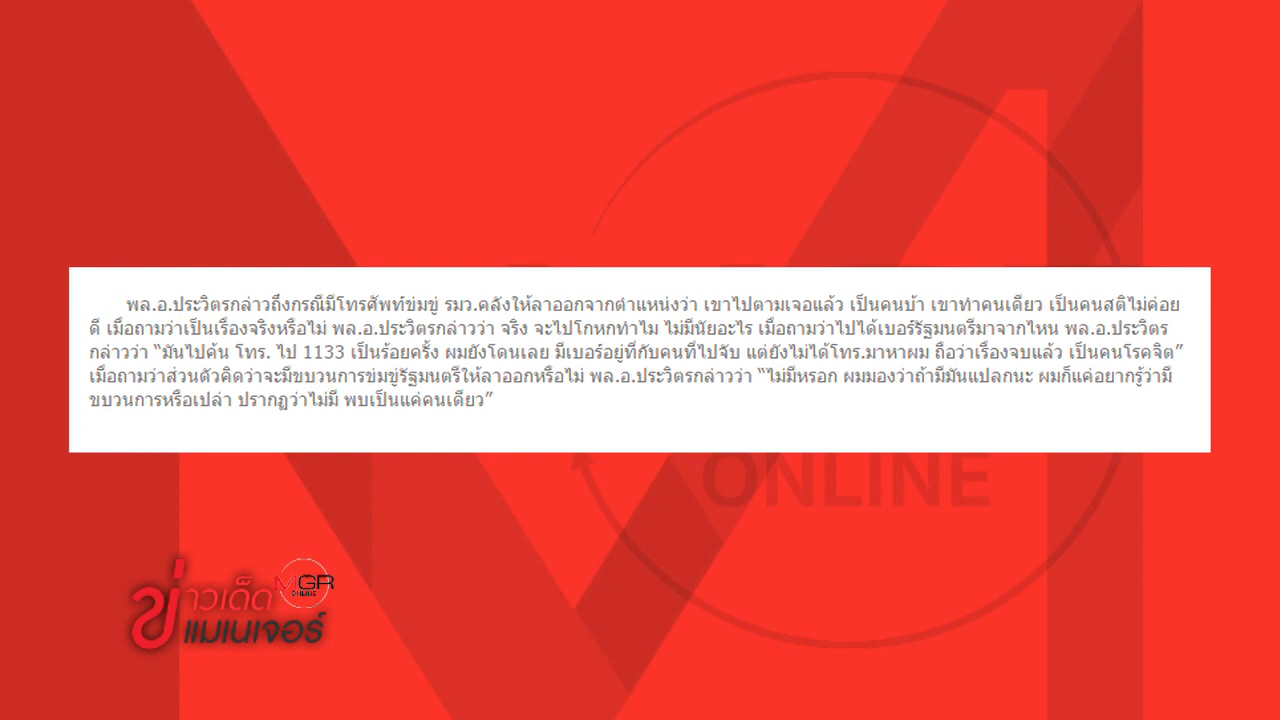 พล.อ.ประวิตรกล่าวถึงกรณีมีโทรศัพท์ข่มขู่ รมว.คลังให้ลาออกจากตำแหน่งว่า เขาไปตามเจอแล้ว เป็นคนบ้า เขาทำคนเดียว เป็นคนสติไม่ค่อย
ดี เมื่อถามว่าเป็นเรื่องจริงหรือไม่ พล.อ.ประวิตรกล่าวว่า จริง จะไปโกหกทำไม ไม่มีนัยอะไร เมื่อถามว่าไปได้เบอร์รัฐมนตรีมาจากไหน พล.อ.ประวิตร
กล่าวว่า “มันไปค้น โทร. ไป 1133 เป็นร้อยครั้ง ผมยังโดนเลย มีเบอร์อยู่ที่กับคนที่ไปจับ แต่ยังไม่ได้โทร.มาหาผม ถือว่าเรื่องจบแล้ว เป็นคนโรคจิต”
เมื่อถามว่าส่วนตัวคิดว่าจะมีขบวนการข่มขู่รัฐมนตรีให้ลาออกหรือไม่ พล.อ.ประวิตรกล่าวว่า “ไม่มีหรอก ผมมองว่าถ้ามีมันแปลกนะ ผมก็แค่อยากรู้ว่ามี
ขบวนการหรือเปล่า ปรากฏว่าไม่มี พบเป็นแค่คนเดียว”
ONLINE
ข่าวเด็ด
MGR
ONLINE
แมเนเจอร์